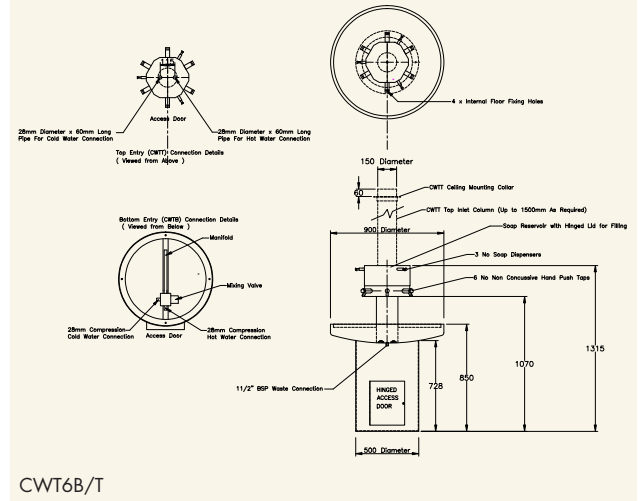 115
Access Door
28mm Diameter x 60mm Long
Pipe For Cold Water Connection
28mm Diameter x 60mm Long
Pipe For Hot Water Connection
Top Entry (CWTT) Connection Details
( Viewed from Above )
4 x Internal Floor Fixing Holes
150 Diameter
60
CWTT Ceiling Mounting Collar
CWTT Top Inlet Column (Up to 1500mm As Required)
900 Diameter
Soap Reservoir with Hinged Lid for Filling
3 No Soap Dispensers
6 No Non Concussive Hand Push Taps
Bottom Entry (CWTB) Connection Details
( Viewed from Below )
Manifold
Mixing Valve
28mm Compression
Cold Water Connection
28mm Compression
Hot Water Connection
Access Door
11/2" BSP Waste Connection
HINGED
ACCESS
DOOR
728
850
1070
1315
500 Diameter
CWT6B/T